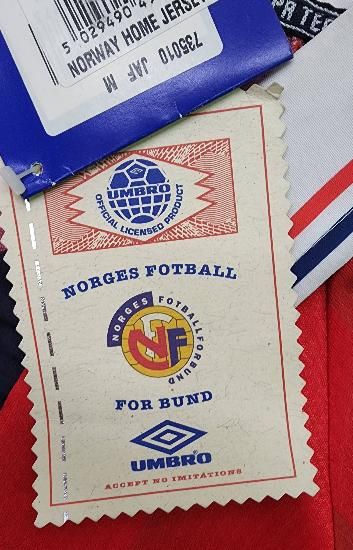 5 029490 4
NORWAY HOME JERSEY
735010 JAF M
UMBRO
OFFICIAL LICENSED PRODUCT
NORGES FOTBALL
NORGES FOTBALLFORBUND
NFF
FOR BUND
UMBRO
ACCEPT NO IMITATIONS